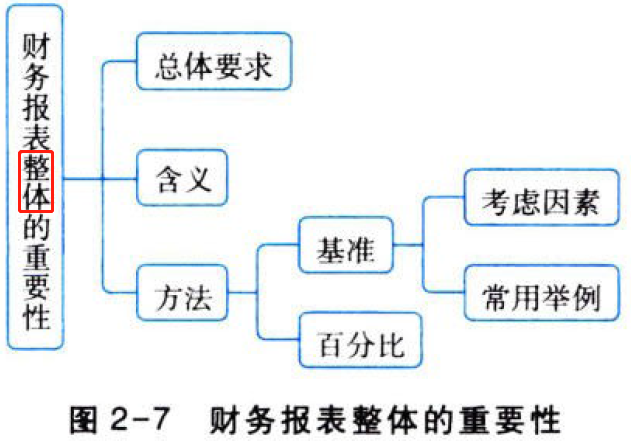 财务报表整体的重要性
总体要求
含义
方法
基准
百分比
考虑因素
常用举例
图 2-7 财务报表整体的重要性